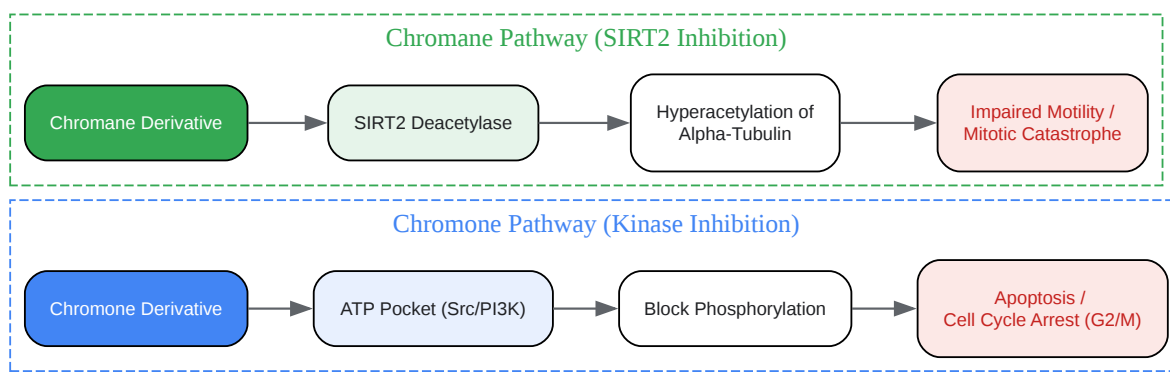 Chromane Pathway (SIRT2 Inhibition)
Chromane Derivative
SIRT2 Deacetylase
Hyperacetylation of
Alpha-Tubulin
Impaired Motility /
Mitotic Catastrophe
Chromone Pathway (Kinase Inhibition)
Chromone Derivative
ATP Pocket (Src/PI3K)
Block Phosphorylation
Apoptosis /
Cell Cycle Arrest (G2/M)